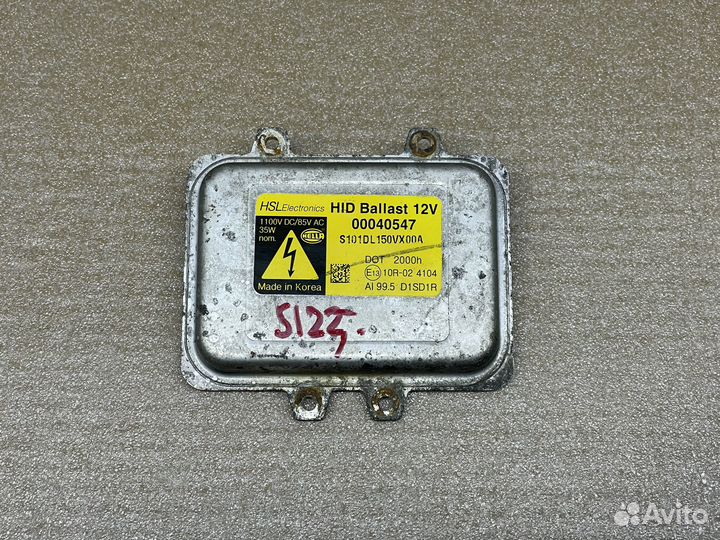 HSLElectronics
HID Ballast 12V
1100V DC/85V AC
35W
nom.
HELLA
00040547
S101DL150VX00A
DOT 2000h
E13 10R-02 4104
AI 99.5 D1SD1R
Made in Korea
Avito